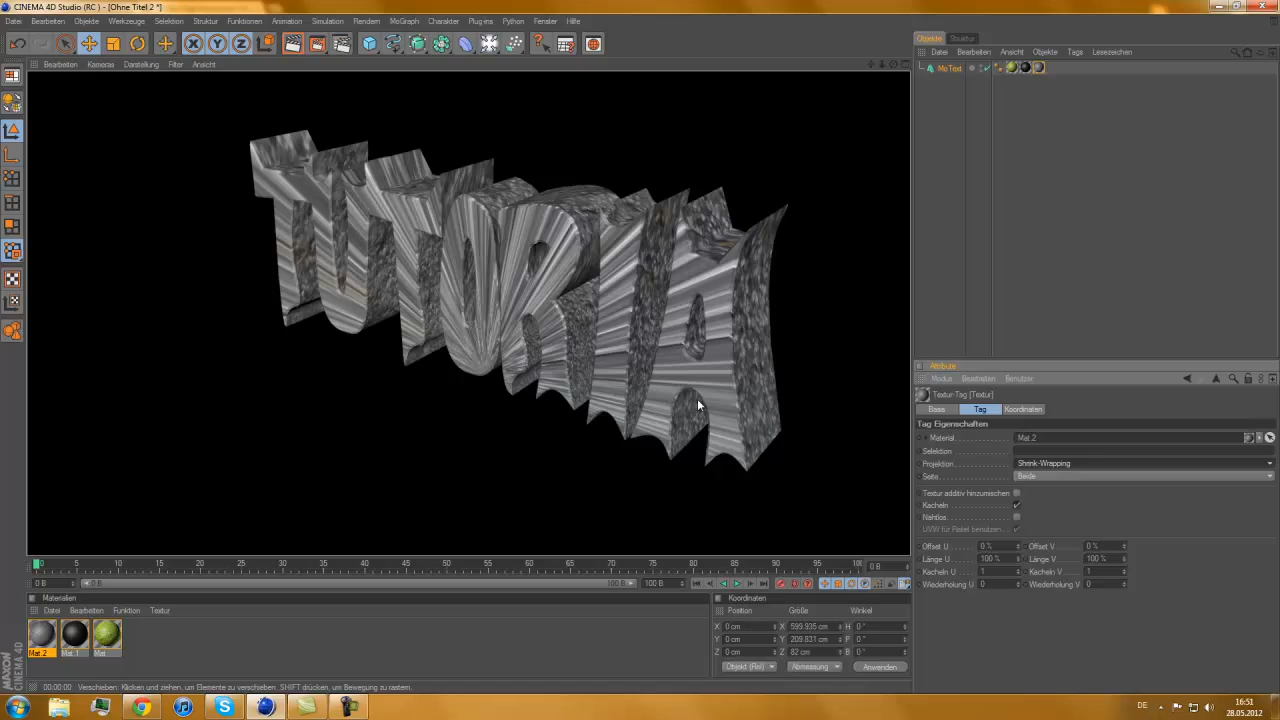 CINEMA 4D Studio (RC ) - [Ohne Titel 2 *]
Datei Bearbeiten Objekte Werkzeuge Selektion Struktur Funktionen Animation Simulation Rendern MoGraph Charakter Plug-ins Python Fenster Hilfe
Bearbeiten Kameras Darstellung Filter Ansicht
TUTORIAL
Objekte Struktur
Datei Bearbeiten Ansicht Objekte Tags Lesezeichen
MoText
Attribute
Modus Bearbeiten Benutzer
Textur-Tag [Textur]
Basis Tag Koordinaten
Tag Eigenschaften
Material Mat.2
Selektion
Projektion Shrink-Wrapping
Seite Beide
Textur additiv hinzumischen
Kacheln
Nahtlos
UVW für Pastel benutzen
Offset U 0 % Offset V 0 %
Länge U 100 % Länge V 100 %
Kacheln U 1 Kacheln V 1
Wiederholung U 0 Wiederholung V 0
0 5 10 15 20 25 30 35 40 45 50 55 60 65 70 75 80 85 90 95 100 0 B
0 B 0 B 100 B 100 B
Materialien
Datei Bearbeiten Funktion Textur
Mat.2 Mat.1 Mat
Koordinaten
Position Größe Winkel
X 0 cm X 599.935 cm H 0 °
Y 0 cm Y 209.831 cm P 0 °
Z 0 cm Z 82 cm B 0 °
Objekt (Rel) Abmessung Anwenden
MAXON CINEMA 4D
00:00:00 Verschieben: Klicken und ziehen, um Elemente zu verschieben. SHIFT drücken, um Bewegung zu rastern.
DE 16:51
28.05.2012